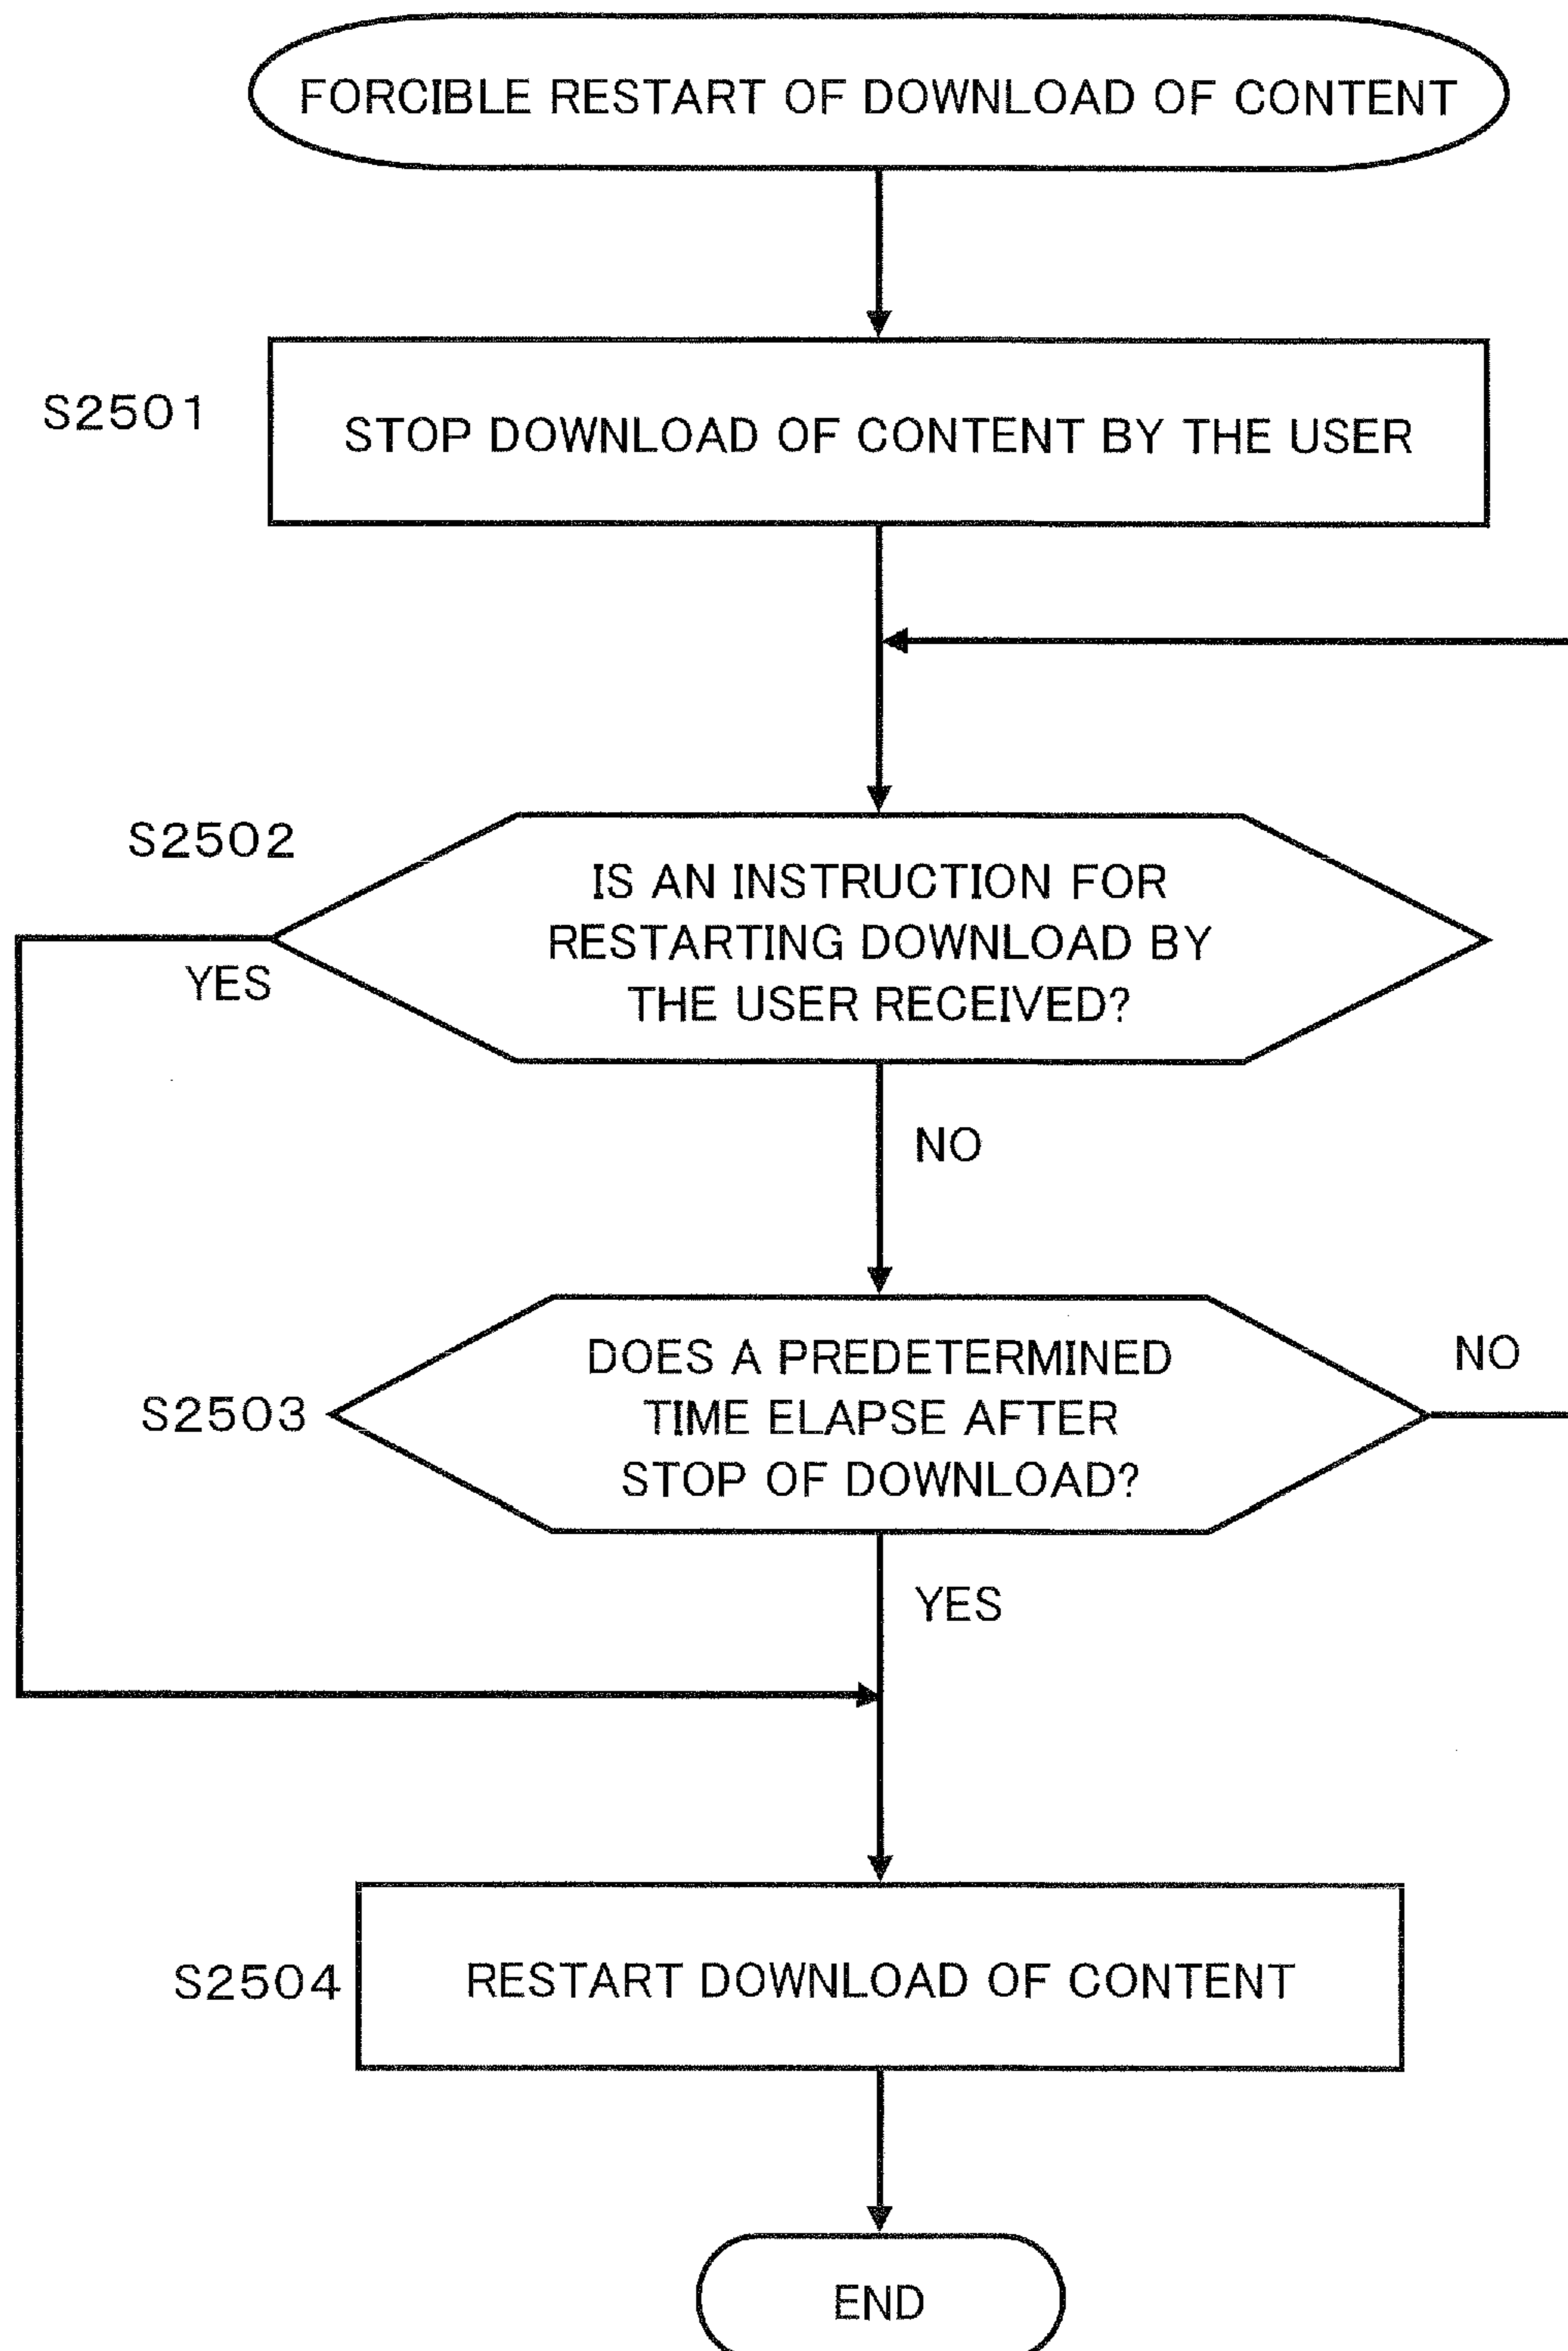 FORCIBLE RESTART OF DOWNLOAD OF CONTENT
S2501
STOP DOWNLOAD OF CONTENT BY THE USER
S2502
IS AN INSTRUCTION FOR
RESTARTING DOWNLOAD BY
THE USER RECEIVED?
YES
NO
DOES A PREDETERMINED
TIME ELAPSE AFTER
STOP OF DOWNLOAD?
NO
S2503
YES
S2504
RESTART DOWNLOAD OF CONTENT
END